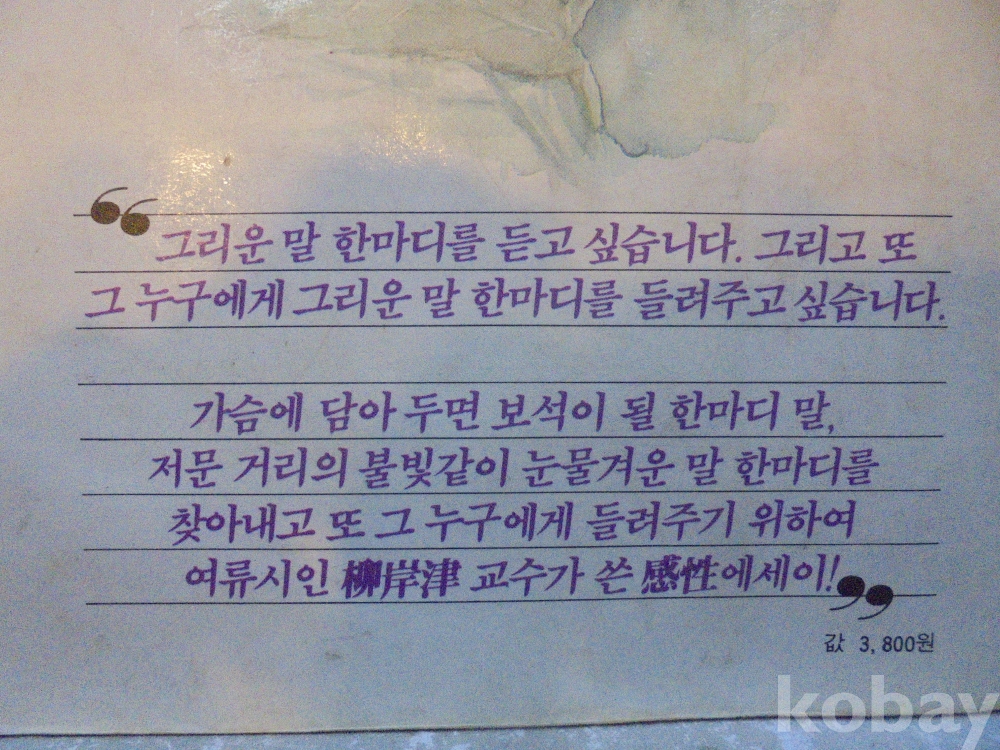 “그리운 말 한마디를 듣고 싶습니다. 그리고 또
그 누구에게 그리운 말 한마디를 들려주고 싶습니다.
가슴에 담아 두면 보석이 될 한마디 말,
저문 거리의 불빛같이 눈물겨운 말 한마디를
찾아내고 또 그 누구에게 들려주기 위하여
여류시인 柳岸津 교수가 쓴 感性에세이!”
값 3,800원
kobay